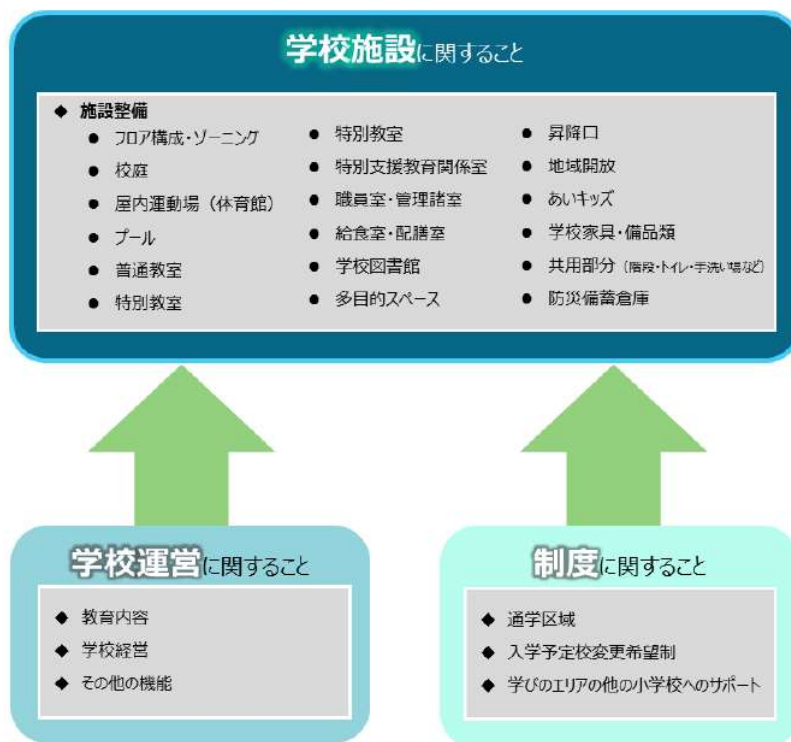 学校施設に関すること
◆ 施設整備
● フロア構成・ゾーニング
● 校庭
● 屋内運動場（体育館）
● プール
● 普通教室
● 特別教室
● 特別教室
● 特別支援教育関係室
● 職員室・管理諸室
● 給食室・配膳室
● 学校図書館
● 多目的スペース
● 昇降口
● 地域開放
● あいキッズ
● 学校家具・備品類
● 共用部分（階段・トイレ・手洗い場など）
● 防災備蓄倉庫
学校運営に関すること
◆ 教育内容
◆ 学校経営
◆ その他の機能
制度に関すること
◆ 通学区域
◆ 入学予定校変更希望制
◆ 学びのエリアの他の小学校へのサポート